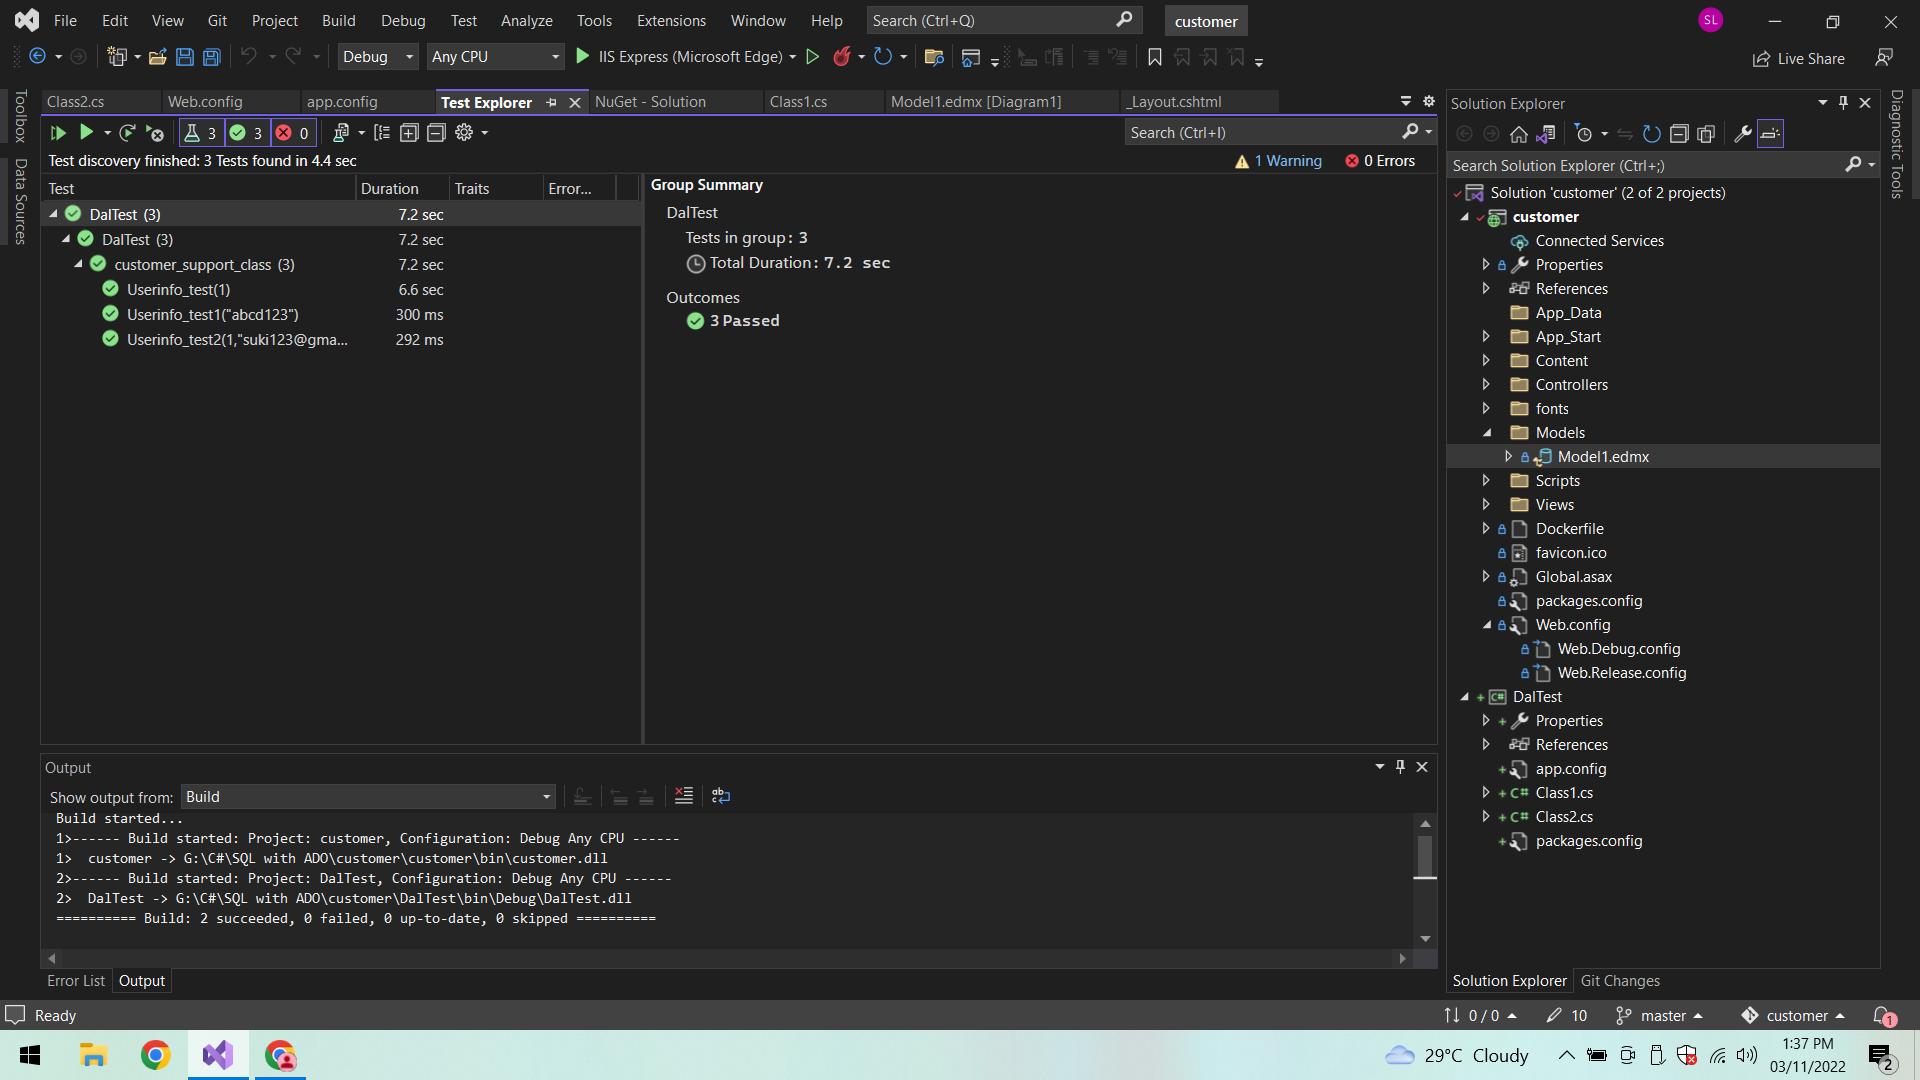 File Edit View Git Project Build Debug Test Analyze Tools Extensions Window Help Search (Ctrl+Q) customer SL
Debug Any CPU IIS Express (Microsoft Edge) Live Share
Toolbox
Data Sources
Class2.cs Web.config app.config Test Explorer NuGet - Solution Class1.cs Model1.edmx [Diagram1] _Layout.cshtml
3 3 0 Search (Ctrl+I)
Test discovery finished: 3 Tests found in 4.4 sec 1 Warning 0 Errors
Test Duration Traits Error...
DalTest (3) 7.2 sec
DalTest (3) 7.2 sec
customer_support_class (3) 7.2 sec
Userinfo_test(1) 6.6 sec
Userinfo_test1("abcd123") 300 ms
Userinfo_test2(1,"suki123@gma... 292 ms
Group Summary
DalTest
Tests in group: 3
Total Duration: 7.2 sec
Outcomes
3 Passed
Output
Show output from: Build
Build started...
1>------ Build started: Project: customer, Configuration: Debug Any CPU ------
1>  customer -> G:\C#\SQL with ADO\customer\customer\bin\customer.dll
2>------ Build started: Project: DalTest, Configuration: Debug Any CPU ------
2>  DalTest -> G:\C#\SQL with ADO\customer\DalTest\bin\Debug\DalTest.dll
========== Build: 2 succeeded, 0 failed, 0 up-to-date, 0 skipped ==========
Error List Output
Solution Explorer
Search Solution Explorer (Ctrl+;)
Solution 'customer' (2 of 2 projects)
customer
Connected Services
Properties
References
App_Data
App_Start
Content
Controllers
fonts
Models
Model1.edmx
Scripts
Views
Dockerfile
favicon.ico
Global.asax
packages.config
Web.config
Web.Debug.config
Web.Release.config
C# DalTest
Properties
References
app.config
C# Class1.cs
C# Class2.cs
packages.config
Solution Explorer Git Changes
Diagnostic Tools
Ready 0 / 0 10 master customer 1
29°C Cloudy 1:37 PM
03/11/2022 2